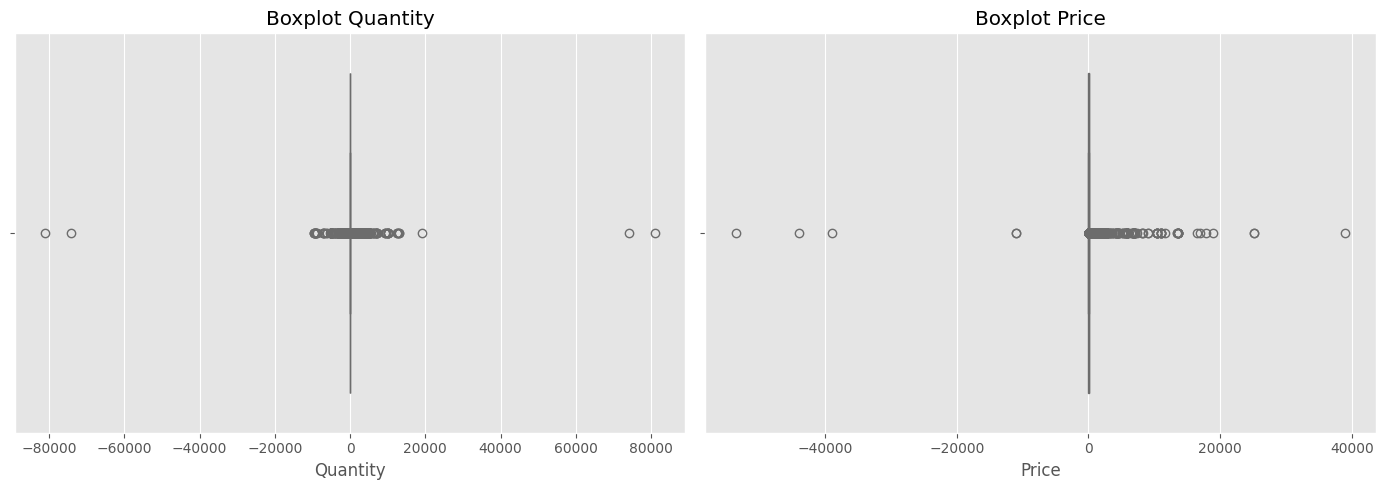 Boxplot Quantity
−80000 −60000 −40000 −20000 0 20000 40000 60000 80000
Quantity
Boxplot Price
−40000 −20000 0 20000 40000
Price